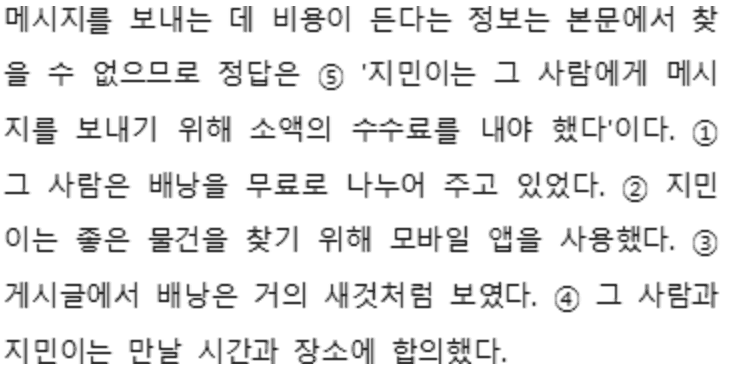 메시지를 보내는 데 비용이 든다는 정보는 본문에서 찾
을 수 없으므로 정답은 ⑤ '지민이는 그 사람에게 메시
지를 보내기 위해 소액의 수수료를 내야 했다'이다. ①
그 사람은 배낭을 무료로 나누어 주고 있었다. ② 지민
이는 좋은 물건을 찾기 위해 모바일 앱을 사용했다. ③
게시글에서 배낭은 거의 새것처럼 보였다. ④ 그 사람과
지민이는 만날 시간과 장소에 합의했다.